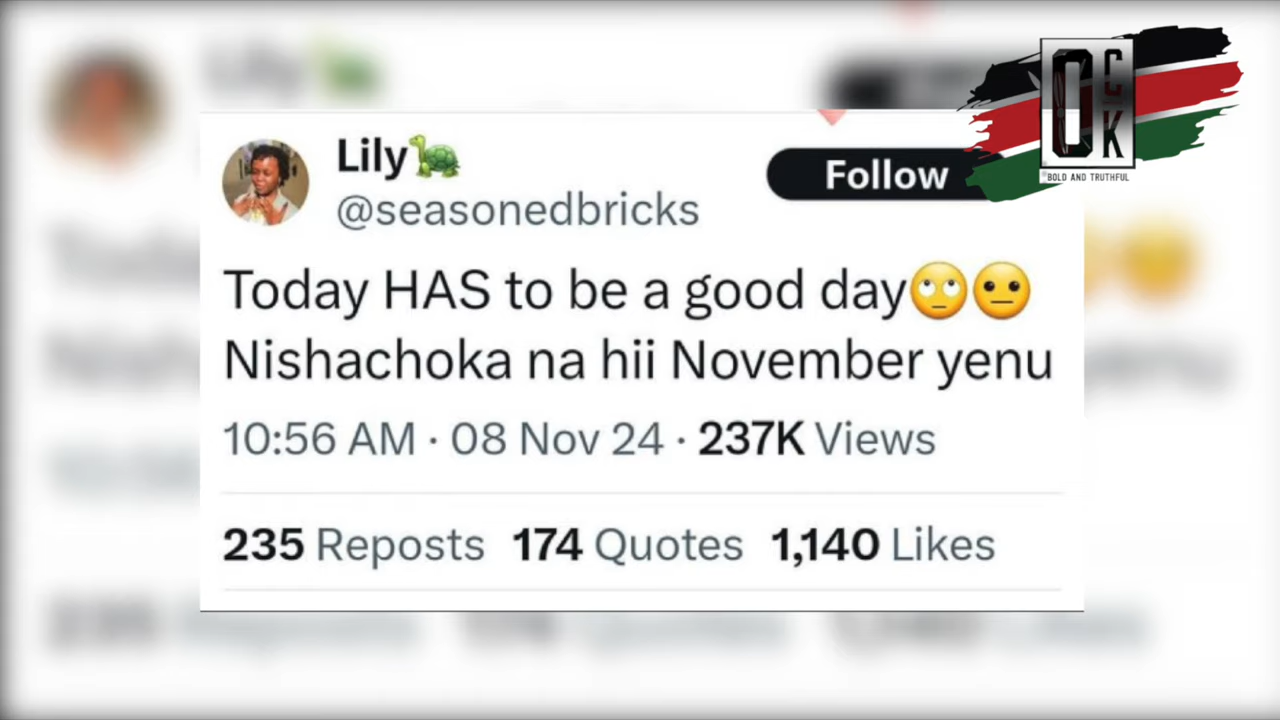 Lily🐢
@seasonedbricks
Follow
Today HAS to be a good day🙄😐
Nishachoka na hii November yenu
10:56 AM · 08 Nov 24 · 237K Views
235 Reposts 174 Quotes 1,140 Likes
OCK
BOLD AND TRUTHFUL